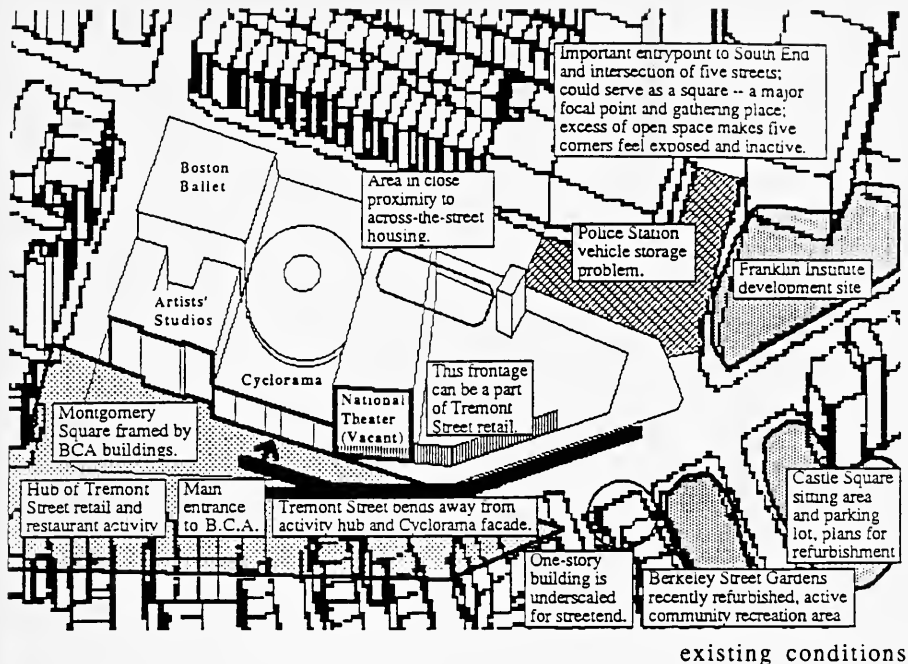 Important entrypoint to South End
and intersection of five streets;
could serve as a square -- a major
focal point and gathering place;
excess of open space makes five
corners feel exposed and inactive.
Boston
Ballet
Area in close
proximity to
across-the-street
housing.
Police Station
vehicle storage
problem.
Franklin Institute
development site
Artists'
Studios
Cyclorama
National
Theater
(Vacant)
This frontage
can be a part
of Tremont
Street retail.
Montgomery
Square framed by
BCA buildings.
Hub of Tremont
Street retail and
restaurant activity
Main
entrance
to B.C.A.
Tremont Street bends away from
activity hub and Cyclorama facade.
Castle Square
sitting area
and parking
lot, plans for
refurbishment
One-story
building is
underscaled
for streetend.
Berkeley Street Gardens
recently refurbished, active
community recreation area
existing conditions